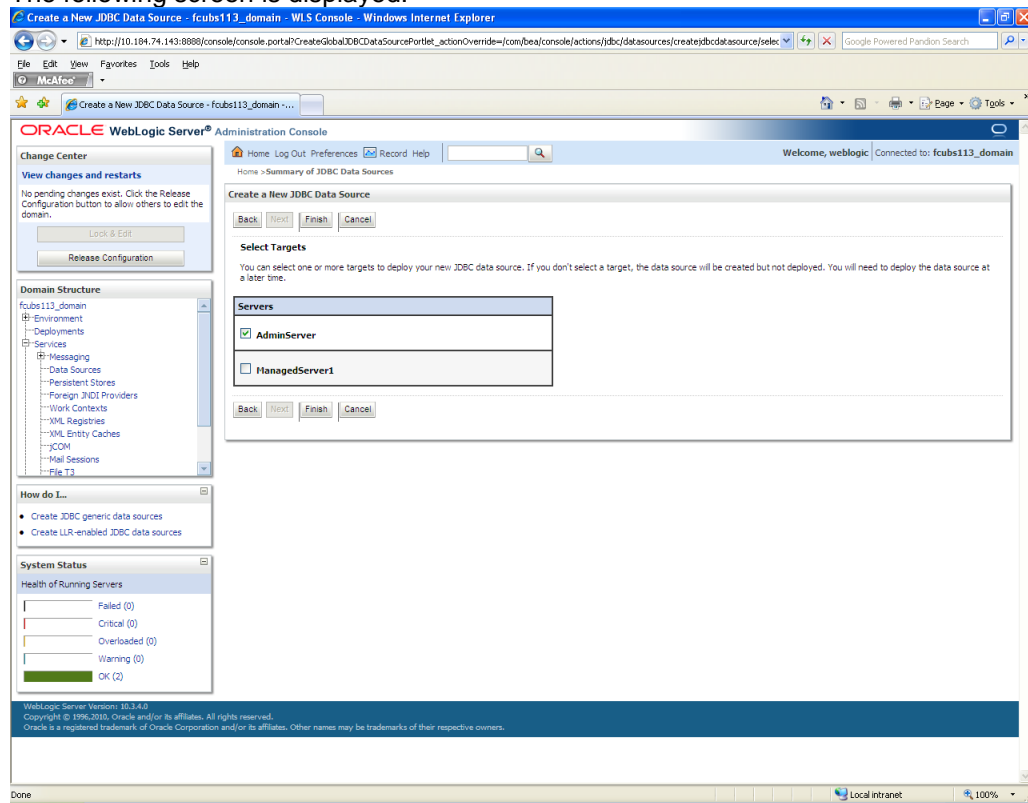 The following screen is displayed:
Create a New JDBC Data Source - fcubs113_domain - WLS Console - Windows Internet Explorer
http://10.184.74.143:8888/console/console.portal?CreateGlobalJDBCDataSourcePortlet_actionOverride=/com/bea/console/actions/jdbc/datasources/createjdbcdatasource/selec
Google Powered Pandion Search
File Edit View Favorites Tools Help
McAfee
Create a New JDBC Data Source - fcubs113_domain -...
Page Tools
ORACLE WebLogic Server® Administration Console
Change Center
View changes and restarts
No pending changes exist. Click the Release
Configuration button to allow others to edit the
domain.
Lock & Edit
Release Configuration
Domain Structure
fcubs113_domain
Environment
Deployments
Services
Messaging
Data Sources
Persistent Stores
Foreign JNDI Providers
Work Contexts
XML Registries
XML Entity Caches
jCOM
Mail Sessions
File T3
How do I...
Create JDBC generic data sources
Create LLR-enabled JDBC data sources
System Status
Health of Running Servers
Failed (0)
Critical (0)
Overloaded (0)
Warning (0)
OK (2)
Home Log Out Preferences Record Help
Welcome, weblogic Connected to: fcubs113_domain
Home >Summary of JDBC Data Sources
Create a New JDBC Data Source
Back Next Finish Cancel
Select Targets
You can select one or more targets to deploy your new JDBC data source. If you don't select a target, the data source will be created but not deployed. You will need to deploy the data source at
a later time.
Servers
AdminServer
ManagedServer1
Back Next Finish Cancel
WebLogic Server Version: 10.3.4.0
Copyright © 1996,2010, Oracle and/or its affiliates. All rights reserved.
Oracle is a registered trademark of Oracle Corporation and/or its affiliates. Other names may be trademarks of their respective owners.
Done
Local intranet
100%